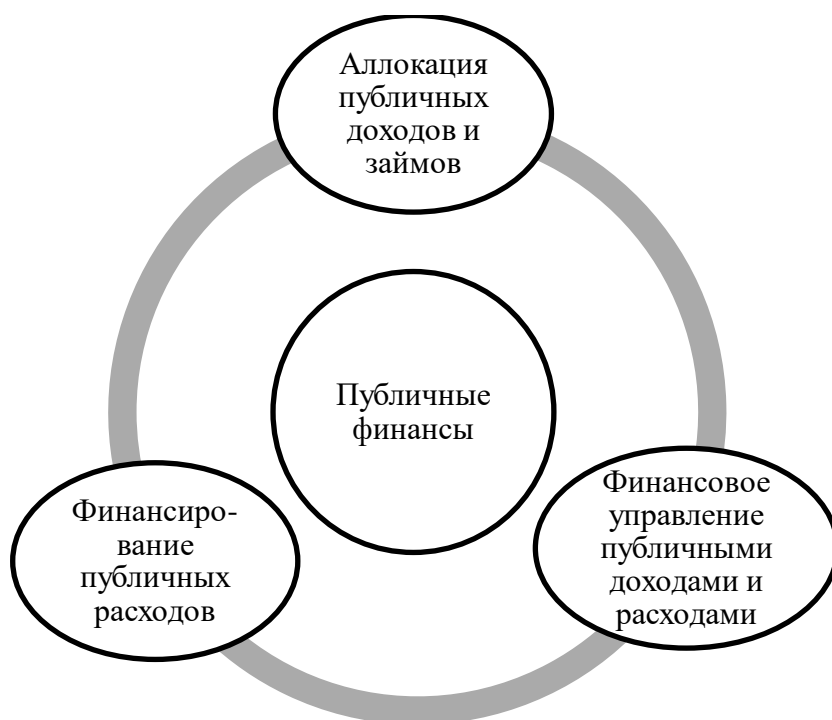 Аллокация
публичных
доходов и
займов
Публичные
финансы
Финансиро-
вание
публичных
расходов
Финансовое
управление
публичными
доходами и
расходами